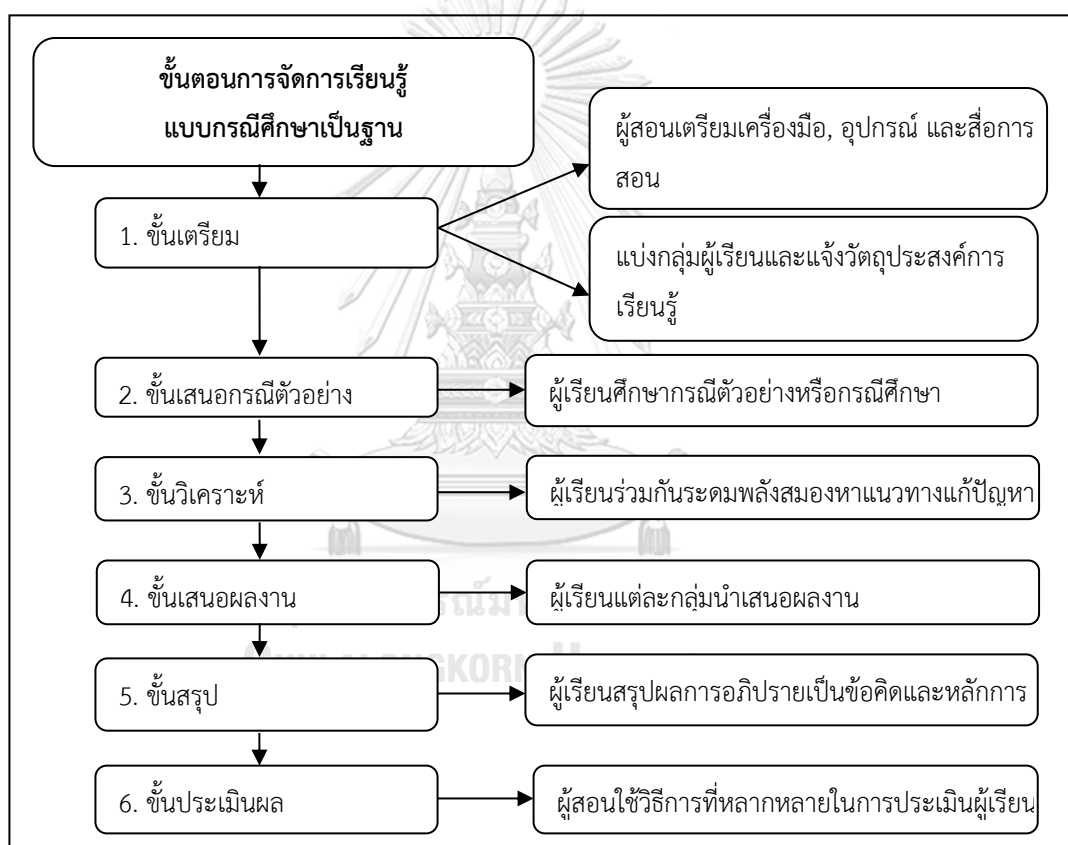 ขั้นตอนการจัดการเรียนรู้
แบบกรณีศึกษาเป็นฐาน
ผู้สอนเตรียมเครื่องมือ, อุปกรณ์ และสื่อการ
สอน
1. ขั้นเตรียม
แบ่งกลุ่มผู้เรียนและแจ้งวัตถุประสงค์การ
เรียนรู้
2. ขั้นเสนอกรณีตัวอย่าง
ผู้เรียนศึกษากรณีตัวอย่างหรือกรณีศึกษา
3. ขั้นวิเคราะห์
ผู้เรียนร่วมกันระดมพลังสมองหาแนวทางแก้ปัญหา
4. ขั้นเสนอผลงาน
ผู้เรียนแต่ละกลุ่มนำเสนอผลงาน
5. ขั้นสรุป
ผู้เรียนสรุปผลการอภิปรายเป็นข้อคิดและหลักการ
6. ขั้นประเมินผล
ผู้สอนใช้วิธีการที่หลากหลายในการประเมินผู้เรียน